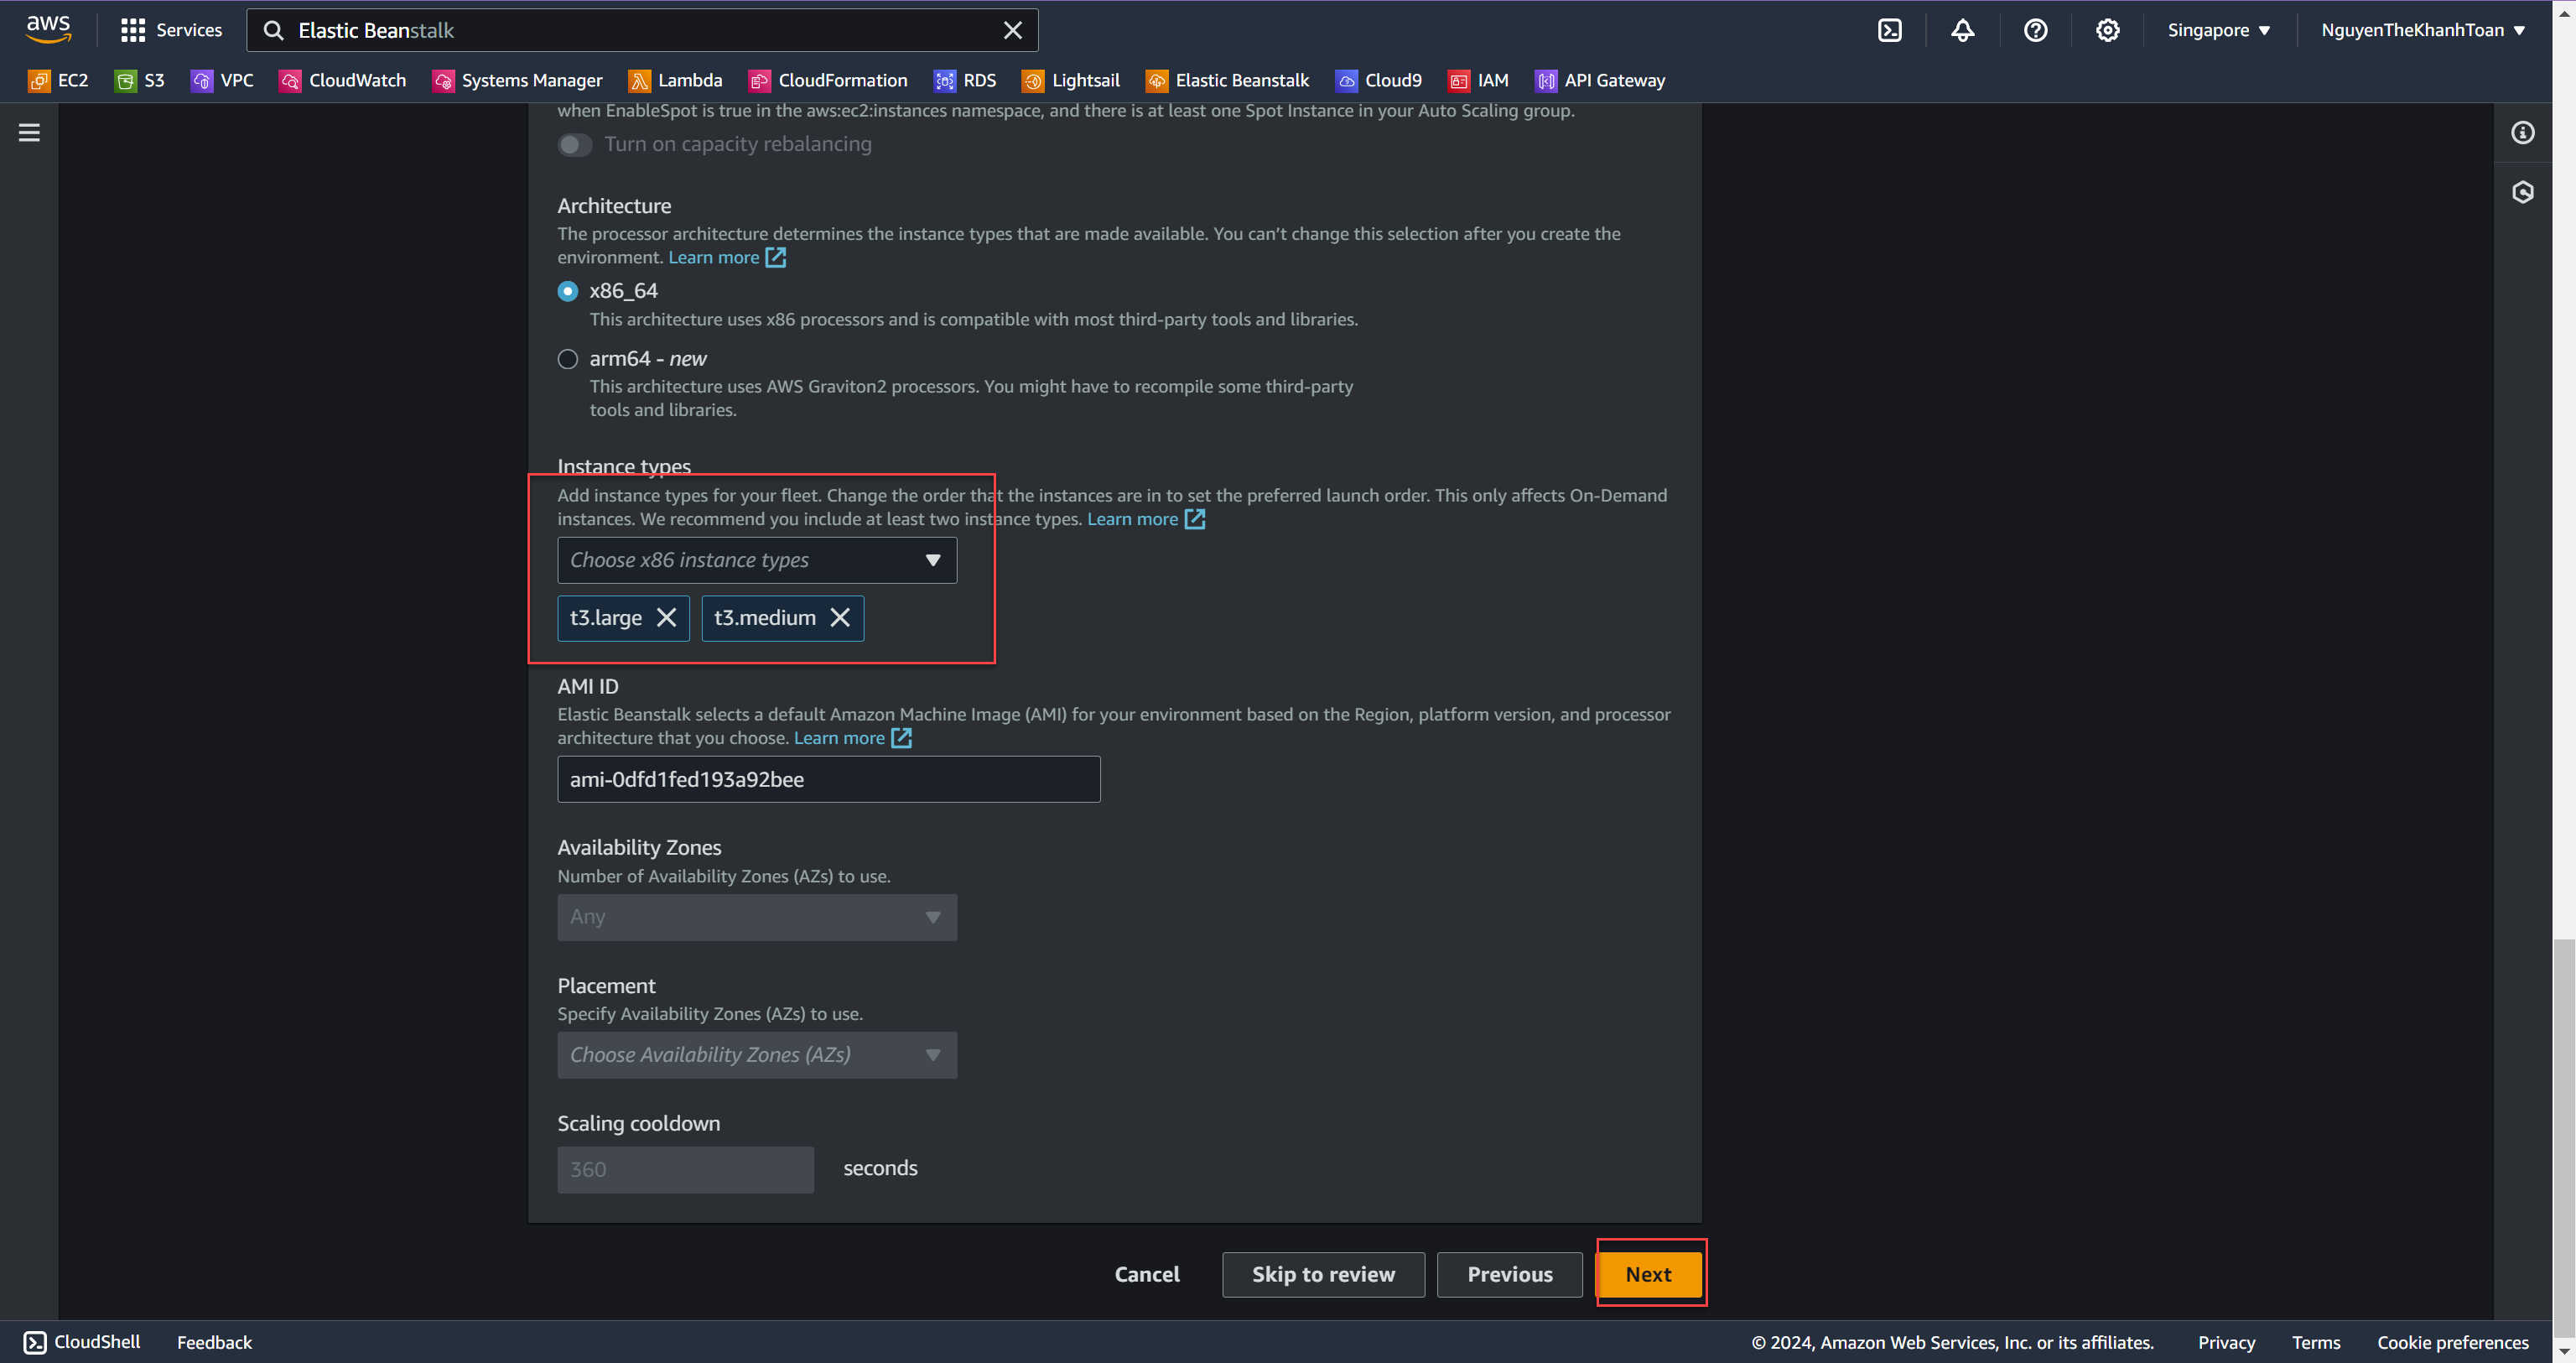 aws
Services
Elastic Beanstalk
Singapore
NguyenTheKhanhToan
EC2
S3
VPC
CloudWatch
Systems Manager
Lambda
CloudFormation
RDS
Lightsail
Elastic Beanstalk
Cloud9
IAM
API Gateway
when EnableSpot is true in the aws:ec2:instances namespace, and there is at least one Spot Instance in your Auto Scaling group.
Turn on capacity rebalancing
Architecture
The processor architecture determines the instance types that are made available. You can't change this selection after you create the
environment. Learn more
x86_64
This architecture uses x86 processors and is compatible with most third-party tools and libraries.
arm64 - new
This architecture uses AWS Graviton2 processors. You might have to recompile some third-party
tools and libraries.
Instance types
Add instance types for your fleet. Change the order that the instances are in to set the preferred launch order. This only affects On-Demand
instances. We recommend you include at least two instance types. Learn more
Choose x86 instance types
t3.large
t3.medium
AMI ID
Elastic Beanstalk selects a default Amazon Machine Image (AMI) for your environment based on the Region, platform version, and processor
architecture that you choose. Learn more
ami-0dfd1fed193a92bee
Availability Zones
Number of Availability Zones (AZs) to use.
Any
Placement
Specify Availability Zones (AZs) to use.
Choose Availability Zones (AZs)
Scaling cooldown
360
seconds
Cancel
Skip to review
Previous
Next
CloudShell
Feedback
© 2024, Amazon Web Services, Inc. or its affiliates.
Privacy
Terms
Cookie preferences